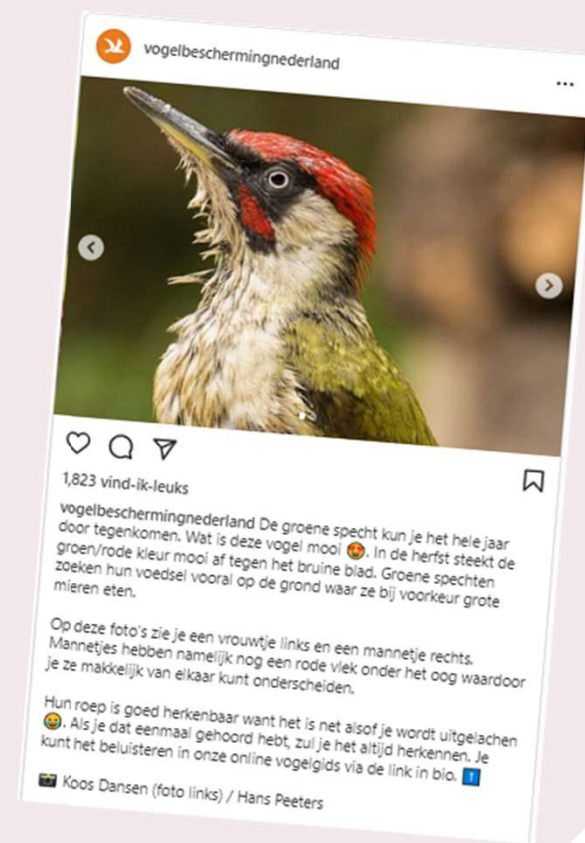 vogelbeschermingnederland
1,823 vind-ik-leuks
vogelbeschermingnederland De groene specht kun je het hele jaar
door tegenkomen. Wat is deze vogel mooi 😍. In de herfst steekt de
groen/rode kleur mooi af tegen het bruine blad. Groene spechten
zoeken hun voedsel vooral op de grond waar ze bij voorkeur grote
mieren eten.
Op deze foto's zie je een vrouwtje links en een mannetje rechts.
Mannetjes hebben namelijk nog een rode vlek onder het oog waardoor
je ze makkelijk van elkaar kunt onderscheiden.
Hun roep is goed herkenbaar want het is net alsof je wordt uitgelachen
😂. Als je dat eenmaal gehoord hebt, zul je het altijd herkennen. Je
kunt het beluisteren in onze online vogelgids via de link in bio. 1️⃣
📸 Koos Dansen (foto links) / Hans Peeters